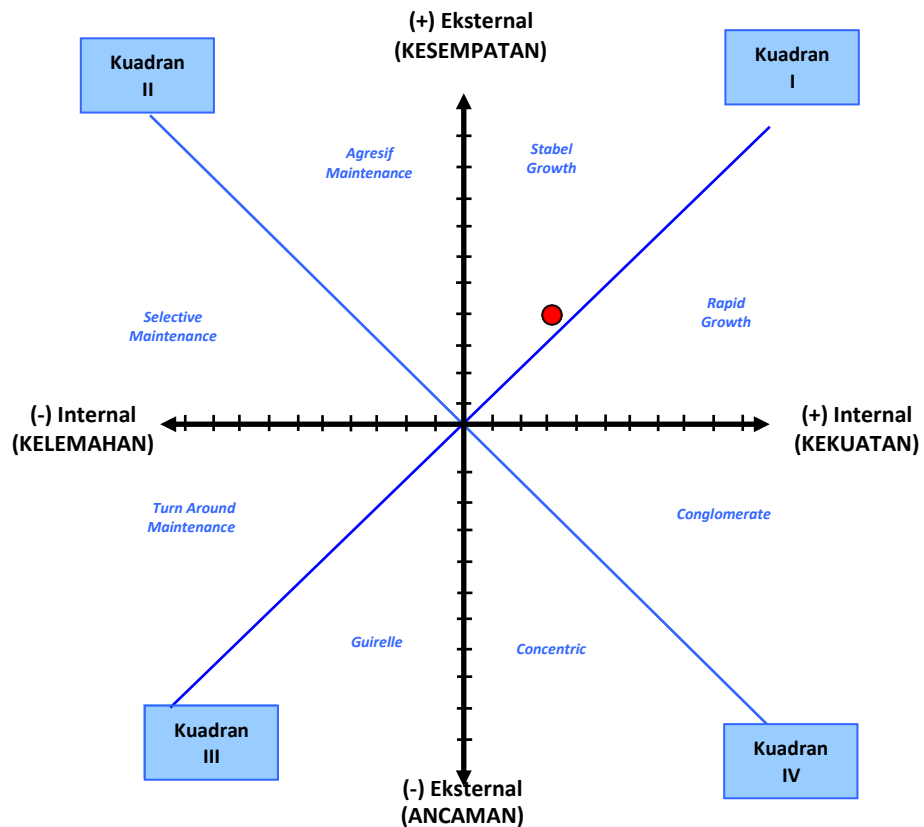 (+) Eksternal
(KESEMPATAN)
Kuadran
II
Kuadran
I
Agresif
Maintenance
Stabel
Growth
Selective
Maintenance
Rapid
Growth
(-) Internal
(KELEMAHAN)
(+) Internal
(KEKUATAN)
Turn Around
Maintenance
Conglomerate
Guirelle
Concentric
Kuadran
III
Kuadran
IV
(-) Eksternal
(ANCAMAN)